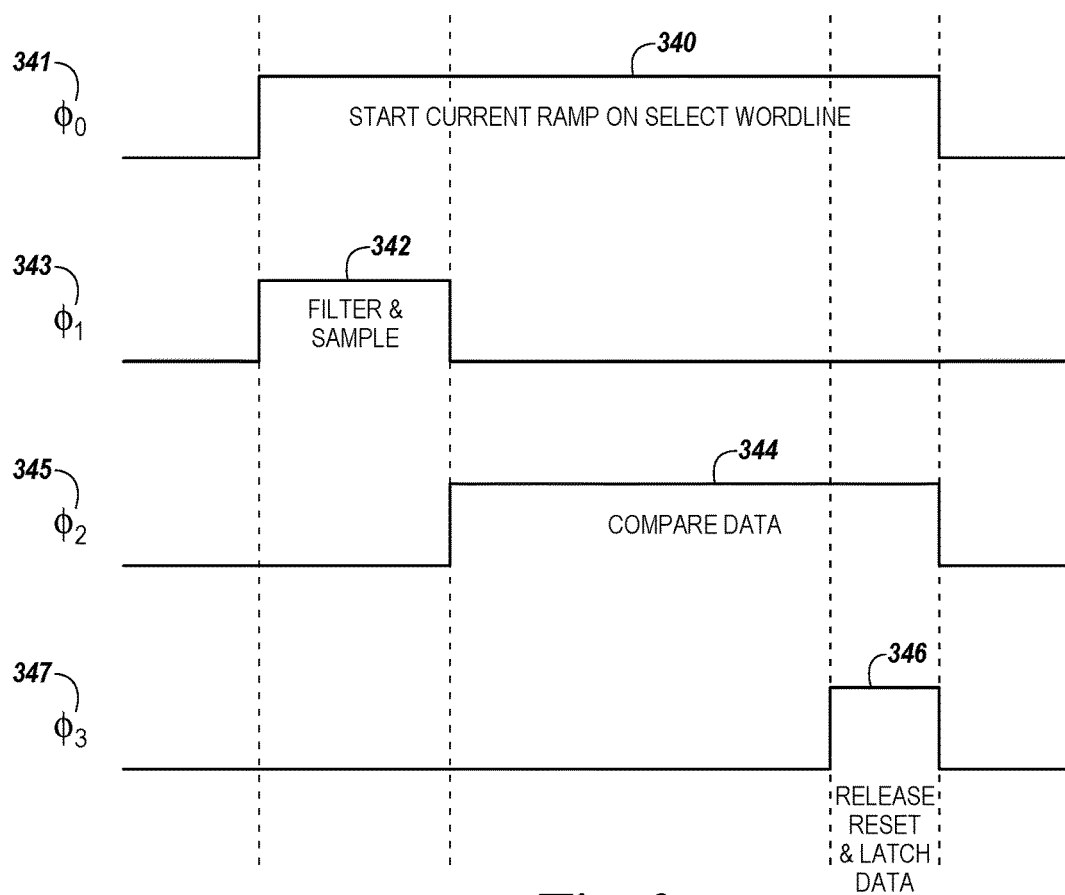 340
341
φ0
START CURRENT RAMP ON SELECT WORDLINE
342
343
φ1
FILTER &
SAMPLE
344
345
φ2
COMPARE DATA
346
347
φ3
RELEASE
RESET
& LATCH
DATA